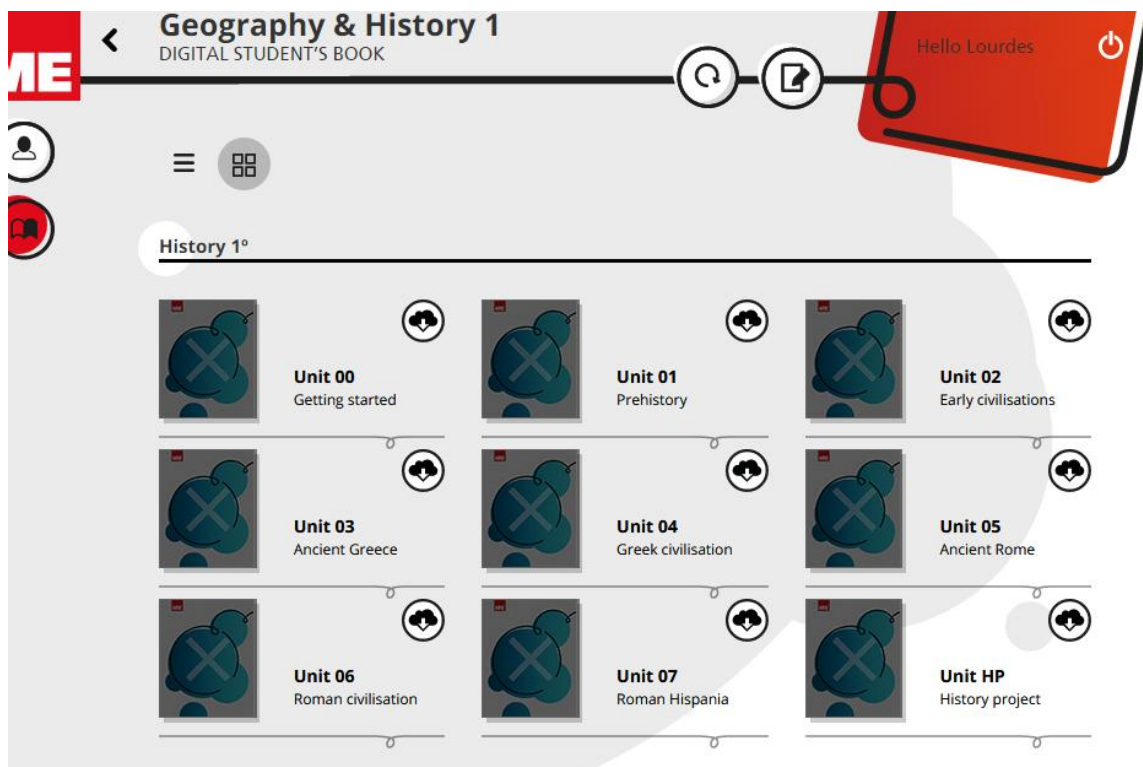 Geography & History 1
DIGITAL STUDENT'S BOOK
Hello Lourdes
ME
History 1º
Unit 00
Getting started
Unit 01
Prehistory
Unit 02
Early civilisations
Unit 03
Ancient Greece
Unit 04
Greek civilisation
Unit 05
Ancient Rome
Unit 06
Roman civilisation
Unit 07
Roman Hispania
Unit HP
History project